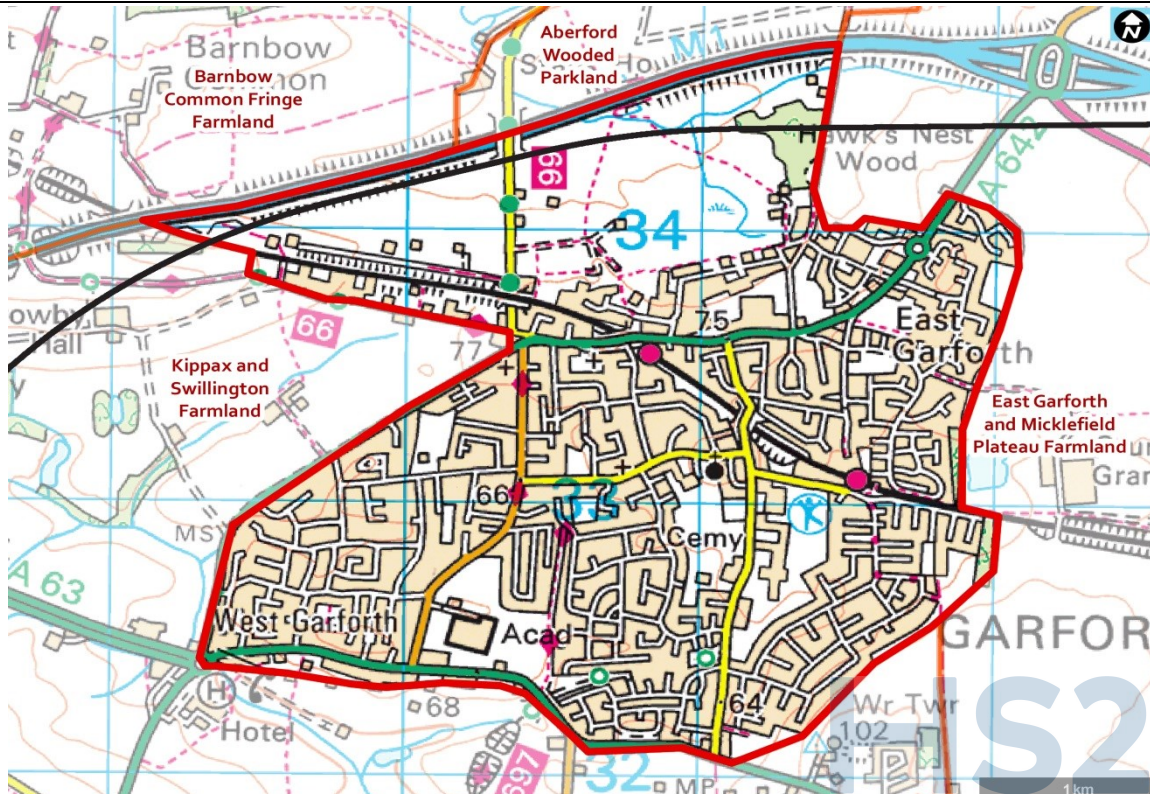 Barnbow
Common
Barnbow
Common Fringe
Farmland
Aberford
Wooded
Parkland
M1
N
66
34
Hawk's Nest
Wood
A 642
Hall
66
77
75
East
Garforth
Kippax and
Swillington
Farmland
East Garforth
and Micklefield
Plateau Farmland
MS
66
33
Cemy
A 63
West Garforth
Acad
GARFOR
H
Hotel
68
64
Wr Twr
102
697
32
MP
HS2
1 km